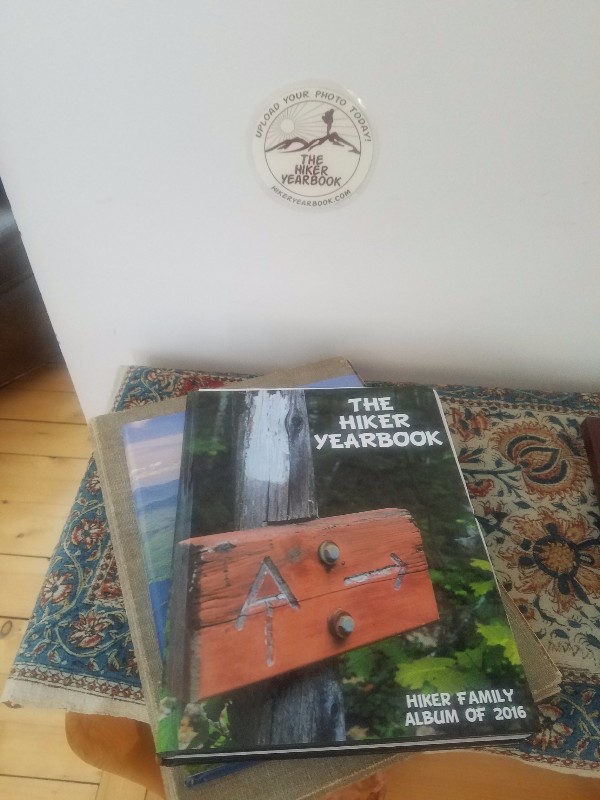 UPLOAD YOUR PHOTO TODAY!
THE
HIKER
YEARBOOK
HIKERYEARBOOK.COM
THE
HIKER
YEARBOOK
A
HIKER FAMILY
ALBUM OF 2016